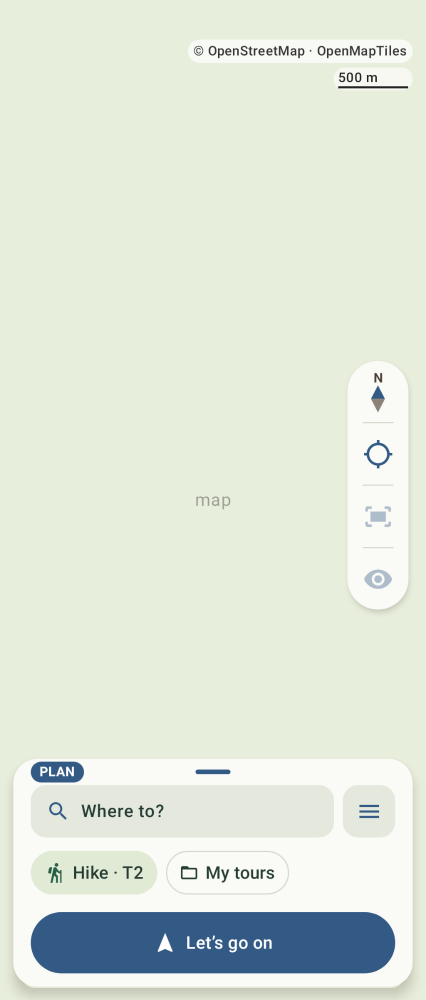 © OpenStreetMap · OpenMapTiles
500 m
N
map
PLAN
Where to?
Hike · T2
My tours
Let’s go on